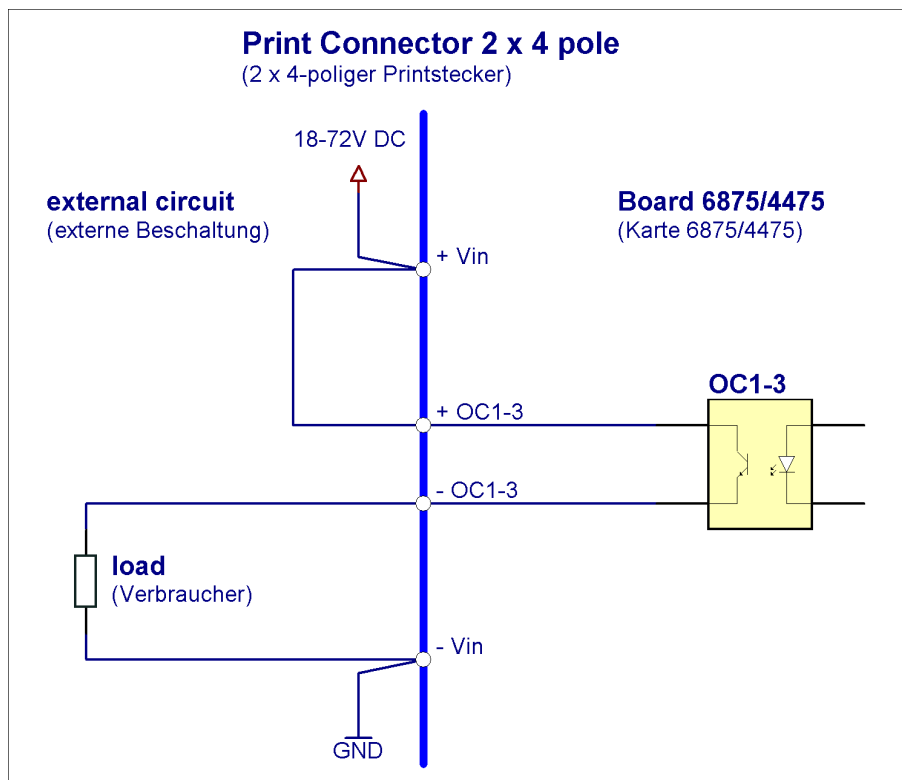 Print Connector 2 x 4 pole
(2 x 4-poliger Printstecker)
18-72V DC
external circuit
(externe Beschaltung)
Board 6875/4475
(Karte 6875/4475)
+ Vin
OC1-3
+ OC1-3
- OC1-3
load
(Verbraucher)
- Vin
GND